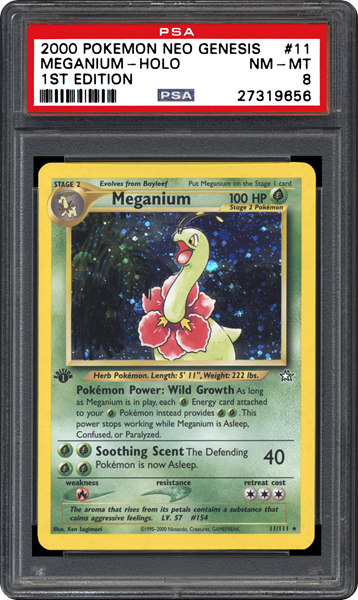 PSA
2000 POKEMON NEO GENESIS #11
MEGANIUM - HOLO NM - MT
1ST EDITION 8
PSA 27319656
STAGE 2 Evolves from Bayleef Put Meganium on the Stage 1 card.
Meganium 100 HP
Stage 2 Pokémon
Herb Pokémon. Length: 5' 11", Weight: 222 lbs.
Edition 1
Pokémon Power: Wild Growth As long
as Meganium is in play, each Energy card attached
to your Pokémon instead provides . This
power stops working while Meganium is Asleep,
Confused, or Paralyzed.
Soothing Scent The Defending 40
Pokémon is now Asleep.
weakness resistance retreat cost
The aroma that rises from its petals contains a substance that
calms aggressive feelings. LV. 57 #154
Illus. Ken Sugimori ©1995-2000 Nintendo, Creatures, GAMEFREAK. 11/111 ★